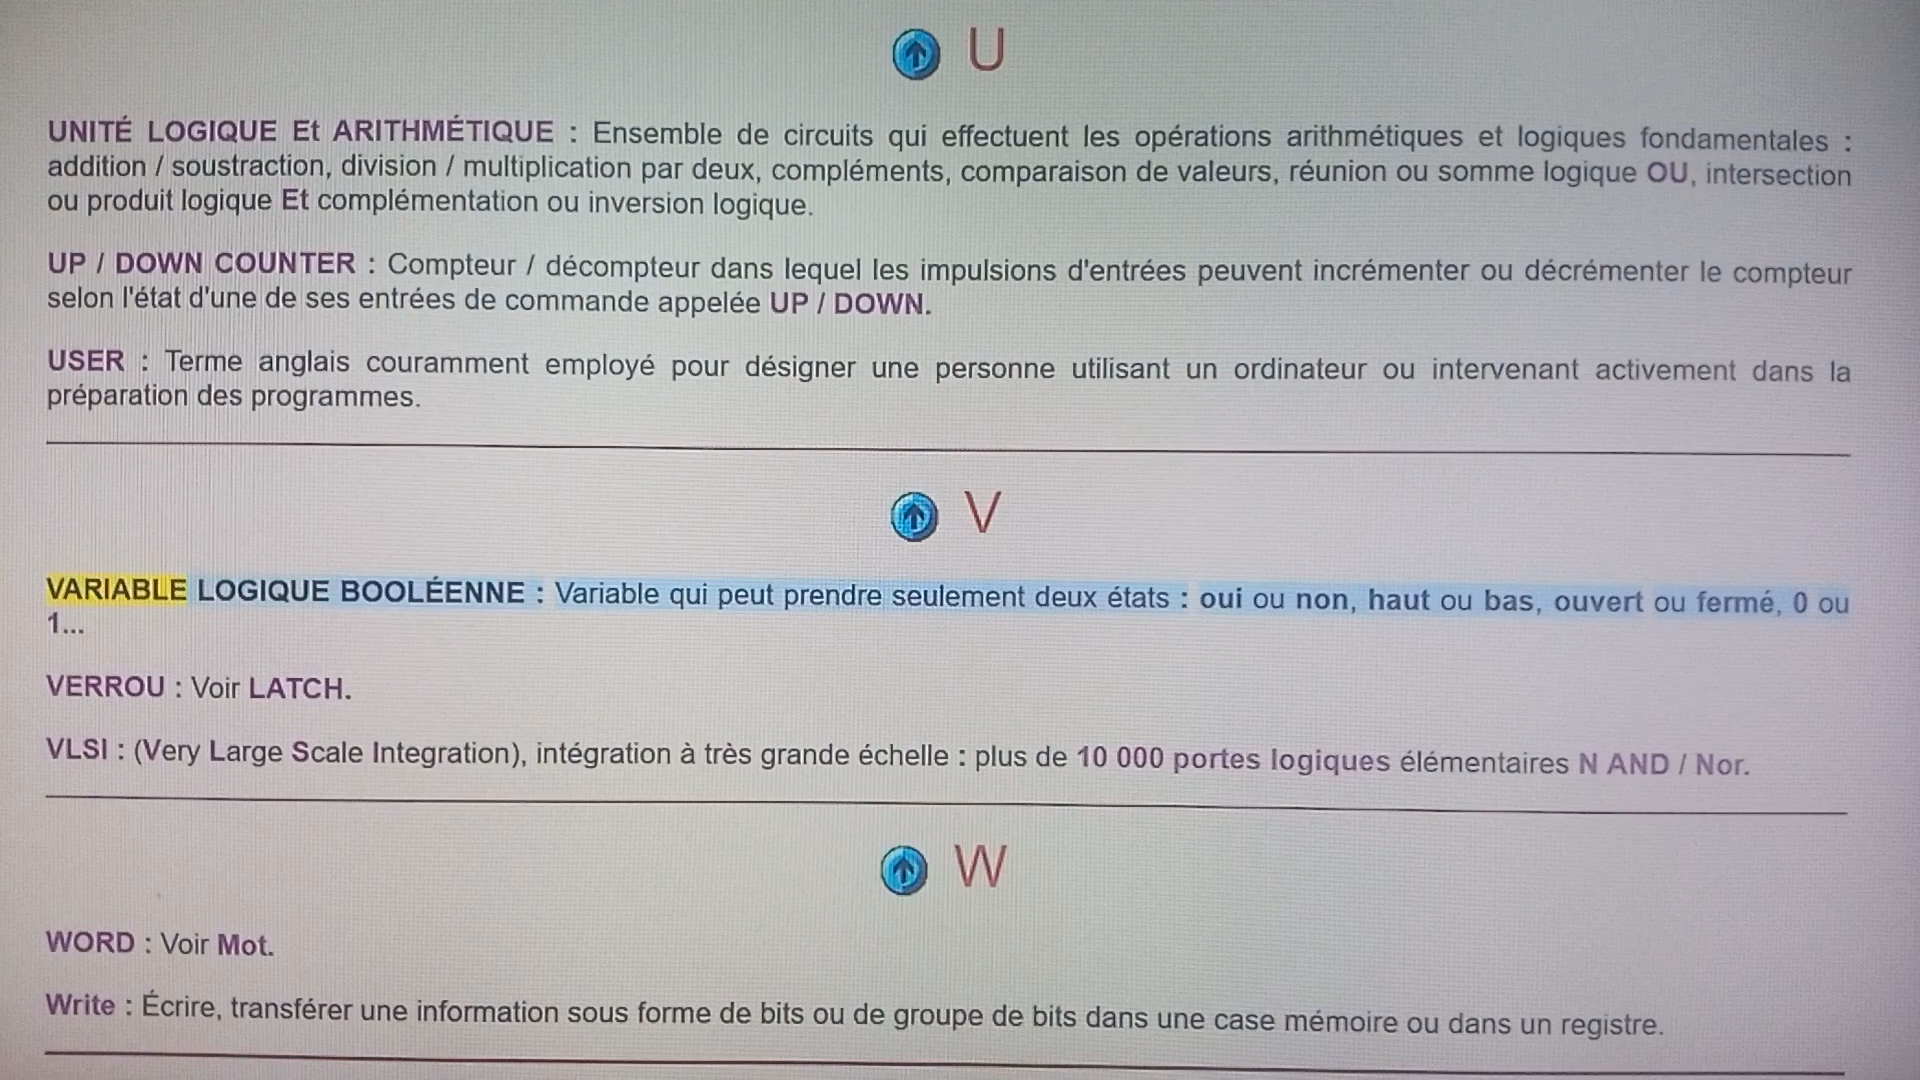 U
UNITÉ LOGIQUE Et ARITHMÉTIQUE : Ensemble de circuits qui effectuent les opérations arithmétiques et logiques fondamentales :
addition / soustraction, division / multiplication par deux, compléments, comparaison de valeurs, réunion ou somme logique OU, intersection
ou produit logique Et complémentation ou inversion logique.
UP / DOWN COUNTER : Compteur / décompteur dans lequel les impulsions d'entrées peuvent incrémenter ou décrémenter le compteur
selon l'état d'une de ses entrées de commande appelée UP / DOWN.
USER : Terme anglais couramment employé pour désigner une personne utilisant un ordinateur ou intervenant activement dans la
préparation des programmes.
V
VARIABLE LOGIQUE BOOLÉENNE : Variable qui peut prendre seulement deux états : oui ou non, haut ou bas, ouvert ou fermé, 0 ou
1...
VERROU : Voir LATCH.
VLSI : (Very Large Scale Integration), intégration à très grande échelle : plus de 10 000 portes logiques élémentaires N AND / Nor.
W
WORD : Voir Mot.
Write : Écrire, transférer une information sous forme de bits ou de groupe de bits dans une case mémoire ou dans un registre.